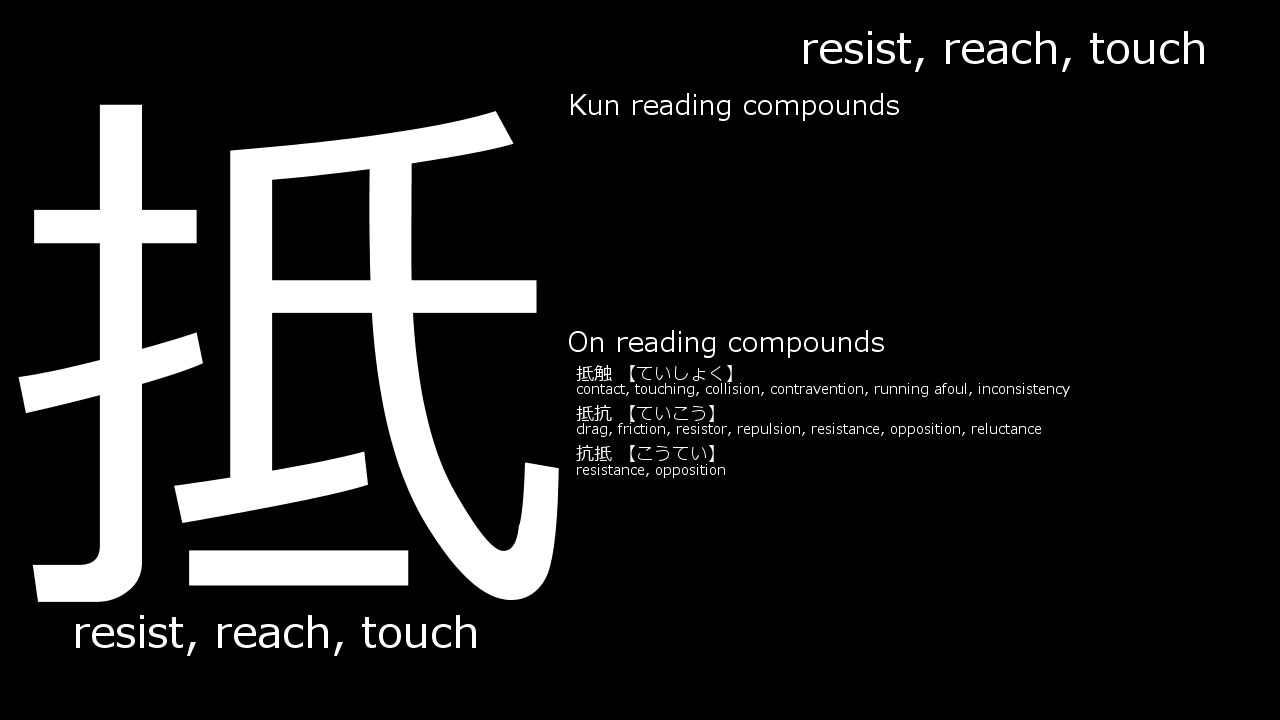 resist, reach, touch
抵
resist, reach, touch
Kun reading compounds
On reading compounds
抵触 【ていしょく】
contact, touching, collision, contravention, running afoul, inconsistency
抵抗 【ていこう】
drag, friction, resistor, repulsion, resistance, opposition, reluctance
抗抵 【こうてい】
resistance, opposition